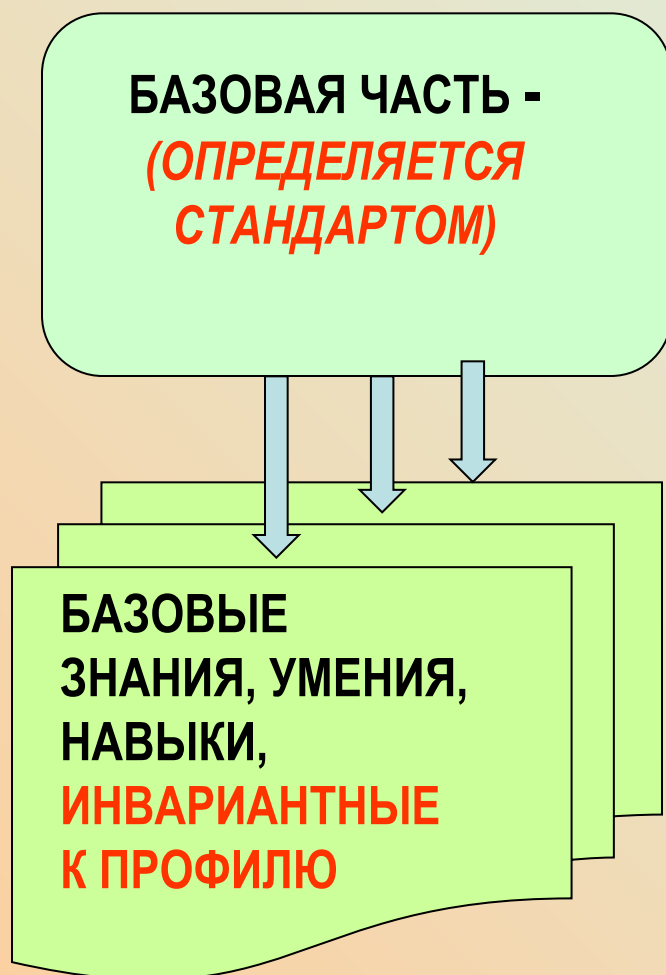 БАЗОВАЯ ЧАСТЬ -
(ОПРЕДЕЛЯЕТСЯ
СТАНДАРТОМ)
БАЗОВЫЕ
ЗНАНИЯ, УМЕНИЯ,
НАВЫКИ,
ИНВАРИАНТНЫЕ
К ПРОФИЛЮ